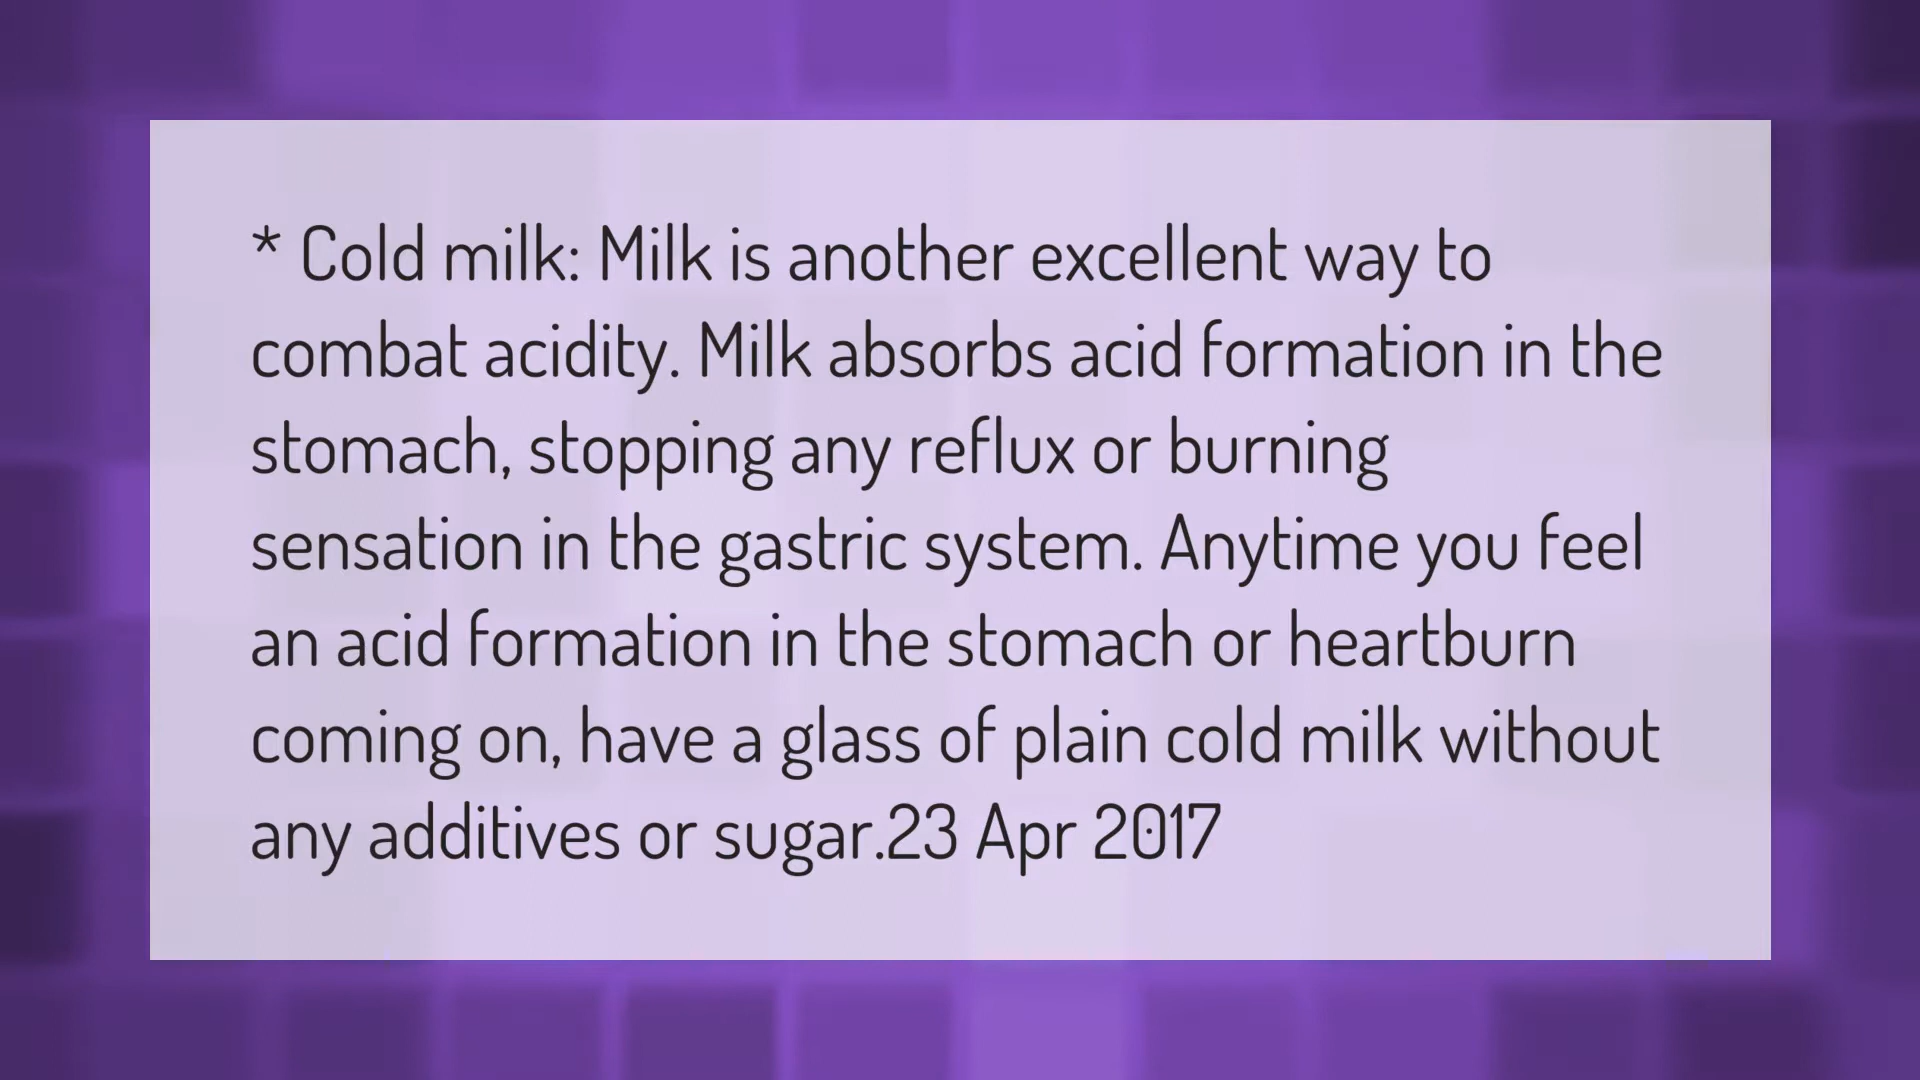 * Cold milk: Milk is another excellent way to
combat acidity. Milk absorbs acid formation in the
stomach, stopping any reflux or burning
sensation in the gastric system. Anytime you feel
an acid formation in the stomach or heartburn
coming on, have a glass of plain cold milk without
any additives or sugar.23 Apr 2017